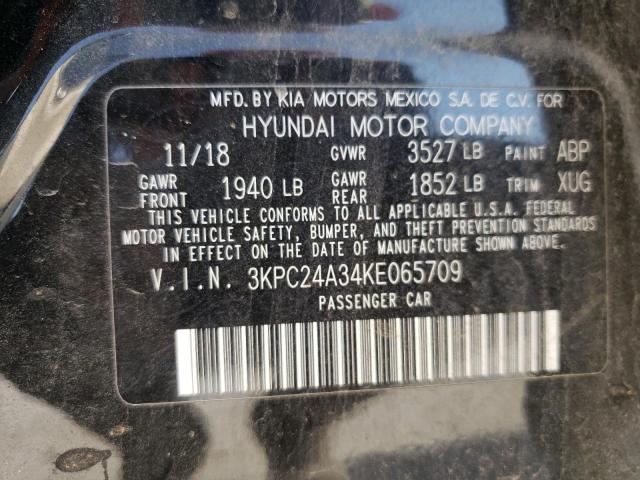 MFD. BY KIA MOTORS MEXICO S.A. DE C.V. FOR
HYUNDAI MOTOR COMPANY
11/18 GVWR 3527 LB PAINT ABP
GAWR FRONT 1940 LB GAWR REAR 1852 LB TRIM XUG
THIS VEHICLE CONFORMS TO ALL APPLICABLE U.S.A. FEDERAL
MOTOR VEHICLE SAFETY, BUMPER, AND THEFT PREVENTION STANDARDS
IN EFFECT ON THE DATE OF MANUFACTURE SHOWN ABOVE.
V.I.N. 3KPC24A34KE065709
PASSENGER CAR